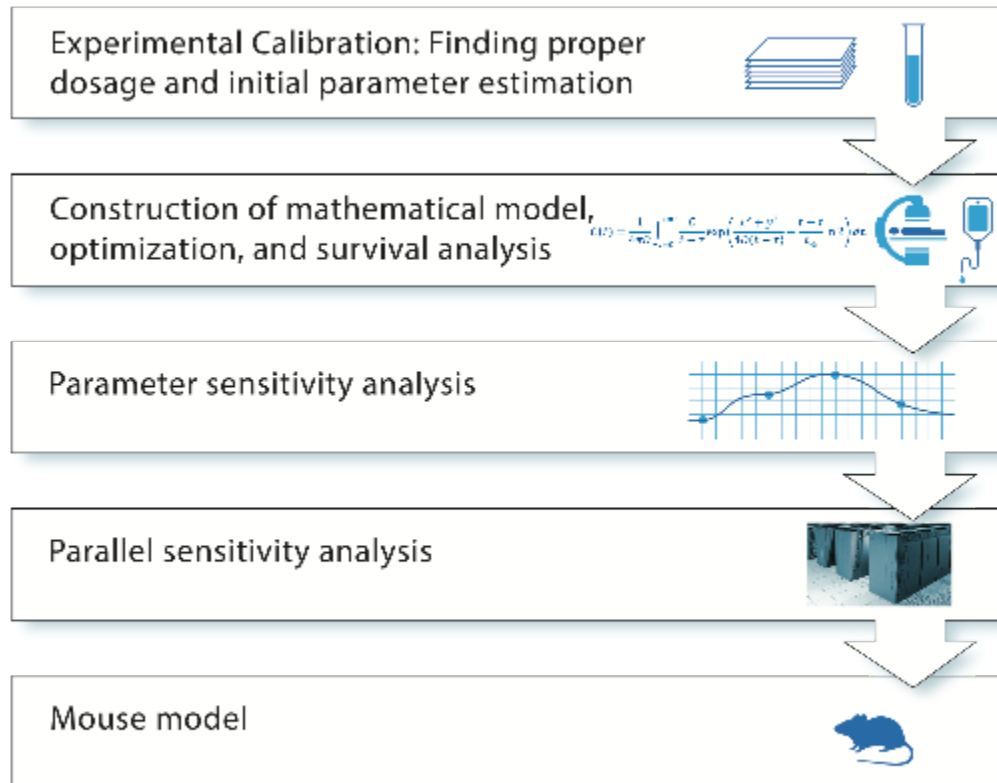 Experimental Calibration: Finding proper
dosage and initial parameter estimation
Construction of mathematical model,
optimization, and survival analysis
Parameter sensitivity analysis
Parallel sensitivity analysis
Mouse model